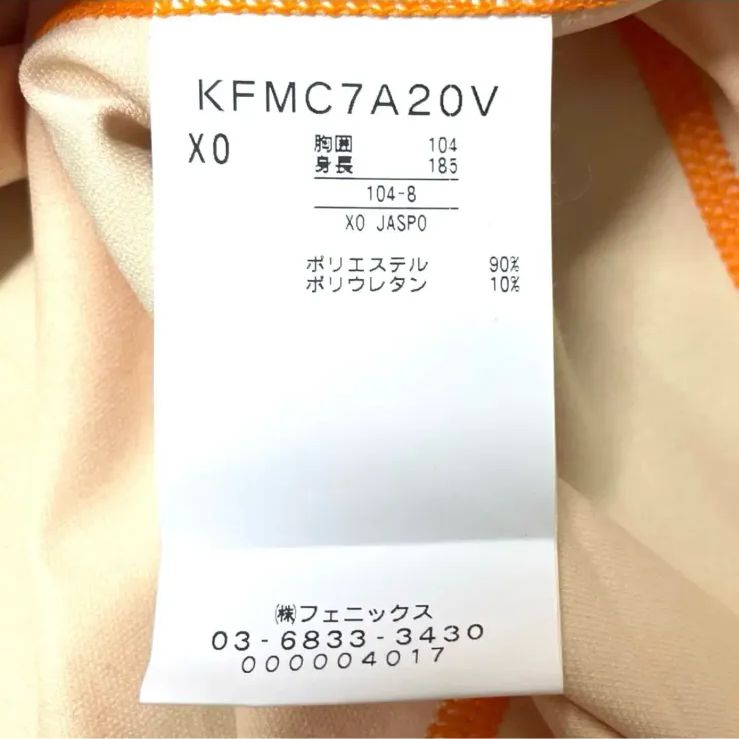 KFMC7A20V
XO 胸囲 104
身長 185
104-8
XO JASPO
ポリエステル 90%
ポリウレタン 10%
㈱フェニックス
03-6833-3430
000004017